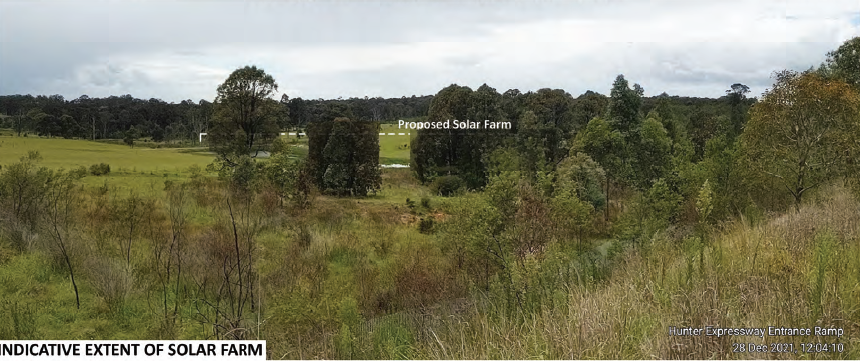 Proposed Solar Farm
Hunter Expressway Entrance Ramp
28 Dec 2021, 12:04:10
INDICATIVE EXTENT OF SOLAR FARM